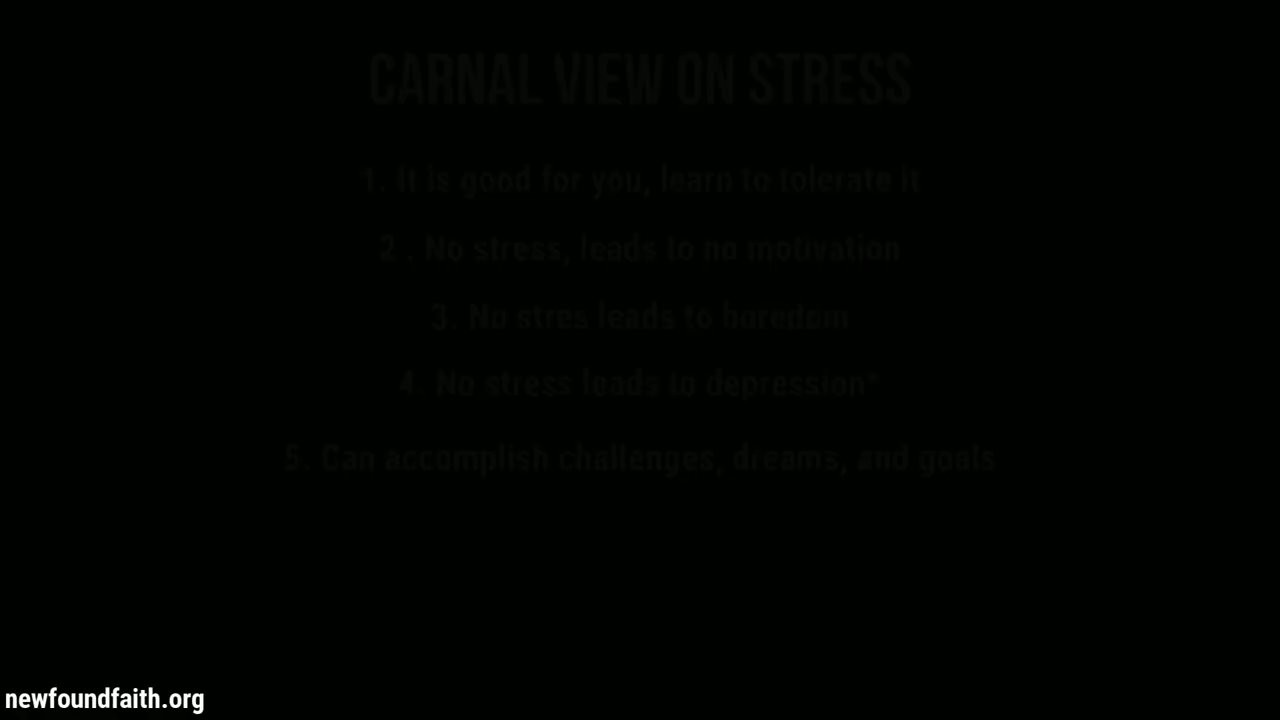 CARNAL VIEW ON STRESS
1. It is good for you, learn to tolerate it
2 . No stress, leads to no motivation
3. No stres leads to boredom
4. No stress leads to depression*
5. Can accomplish challenges, dreams, and goals
newfoundfaith.org